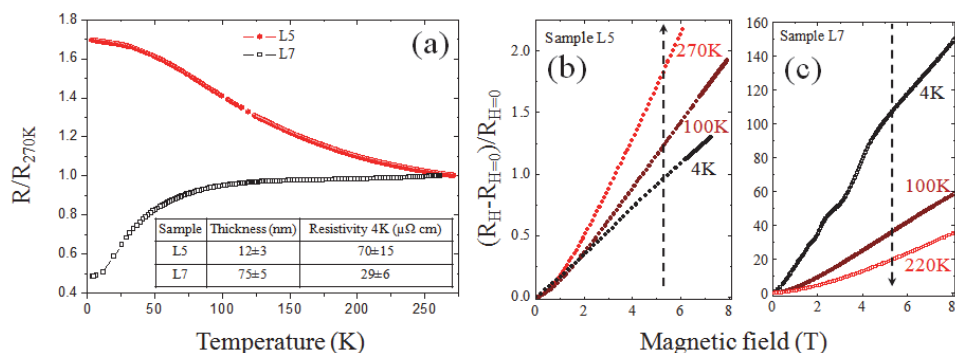 1.8
1.6
1.4
1.2
1.0
0.8
0.6
0.4
R/R270K
L5
L7
(a)
Sample Thickness (nm) Resistivity 4K (µΩ cm)
L5 12±3 70±15
L7 75±5 29±6
0 50 100 150 200 250
Temperature (K)
2.0
1.5
1.0
0.5
0.0
(RH-RH=0)/RH=0
Sample L5
(b)
270K
100K
4K
0 2 4 6 8
160
140
120
100
80
60
40
20
0
Sample L7
(c)
4K
100K
220K
0 2 4 6 8
Magnetic field (T)